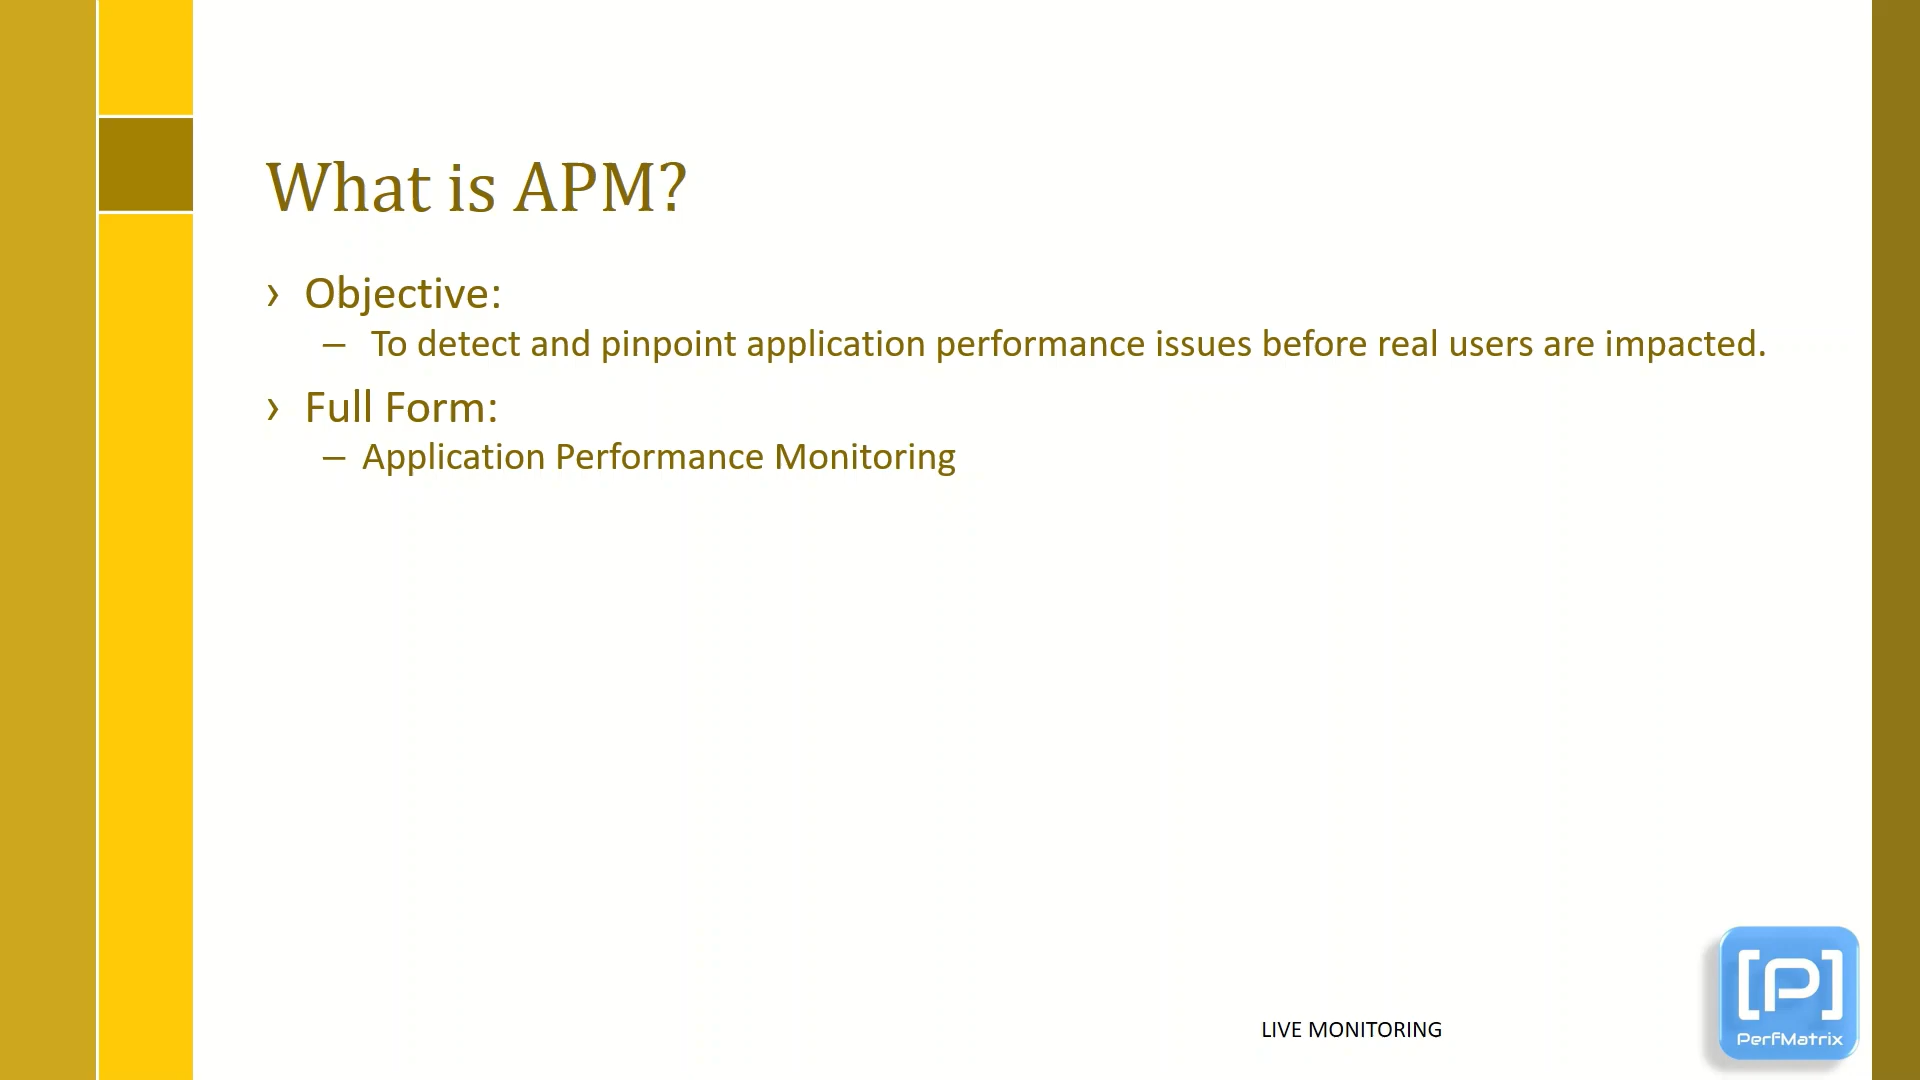 What is APM?
› Objective:
– To detect and pinpoint application performance issues before real users are impacted.
› Full Form:
– Application Performance Monitoring
LIVE MONITORING
[P]
PerfMatrix